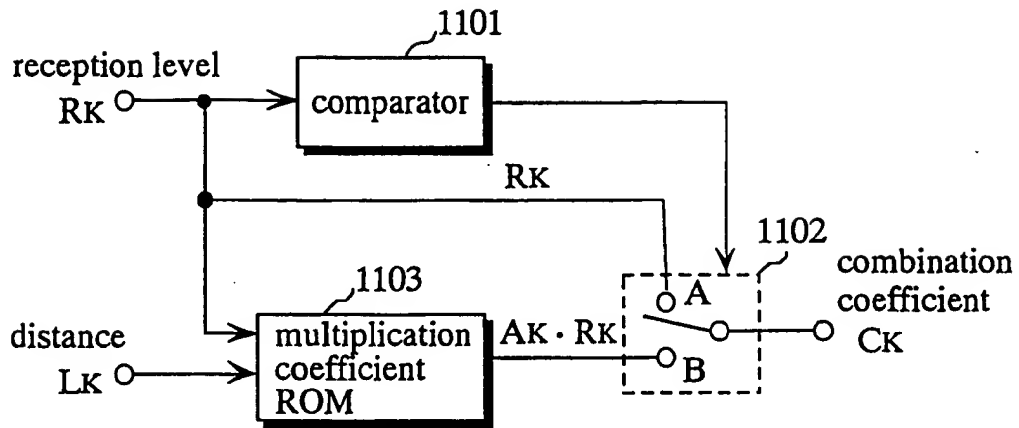 1101
reception level
RK
comparator
RK
1102
combination
coefficient
CK
A
B
1103
distance
LK
multiplication
coefficient
ROM
AK · RK